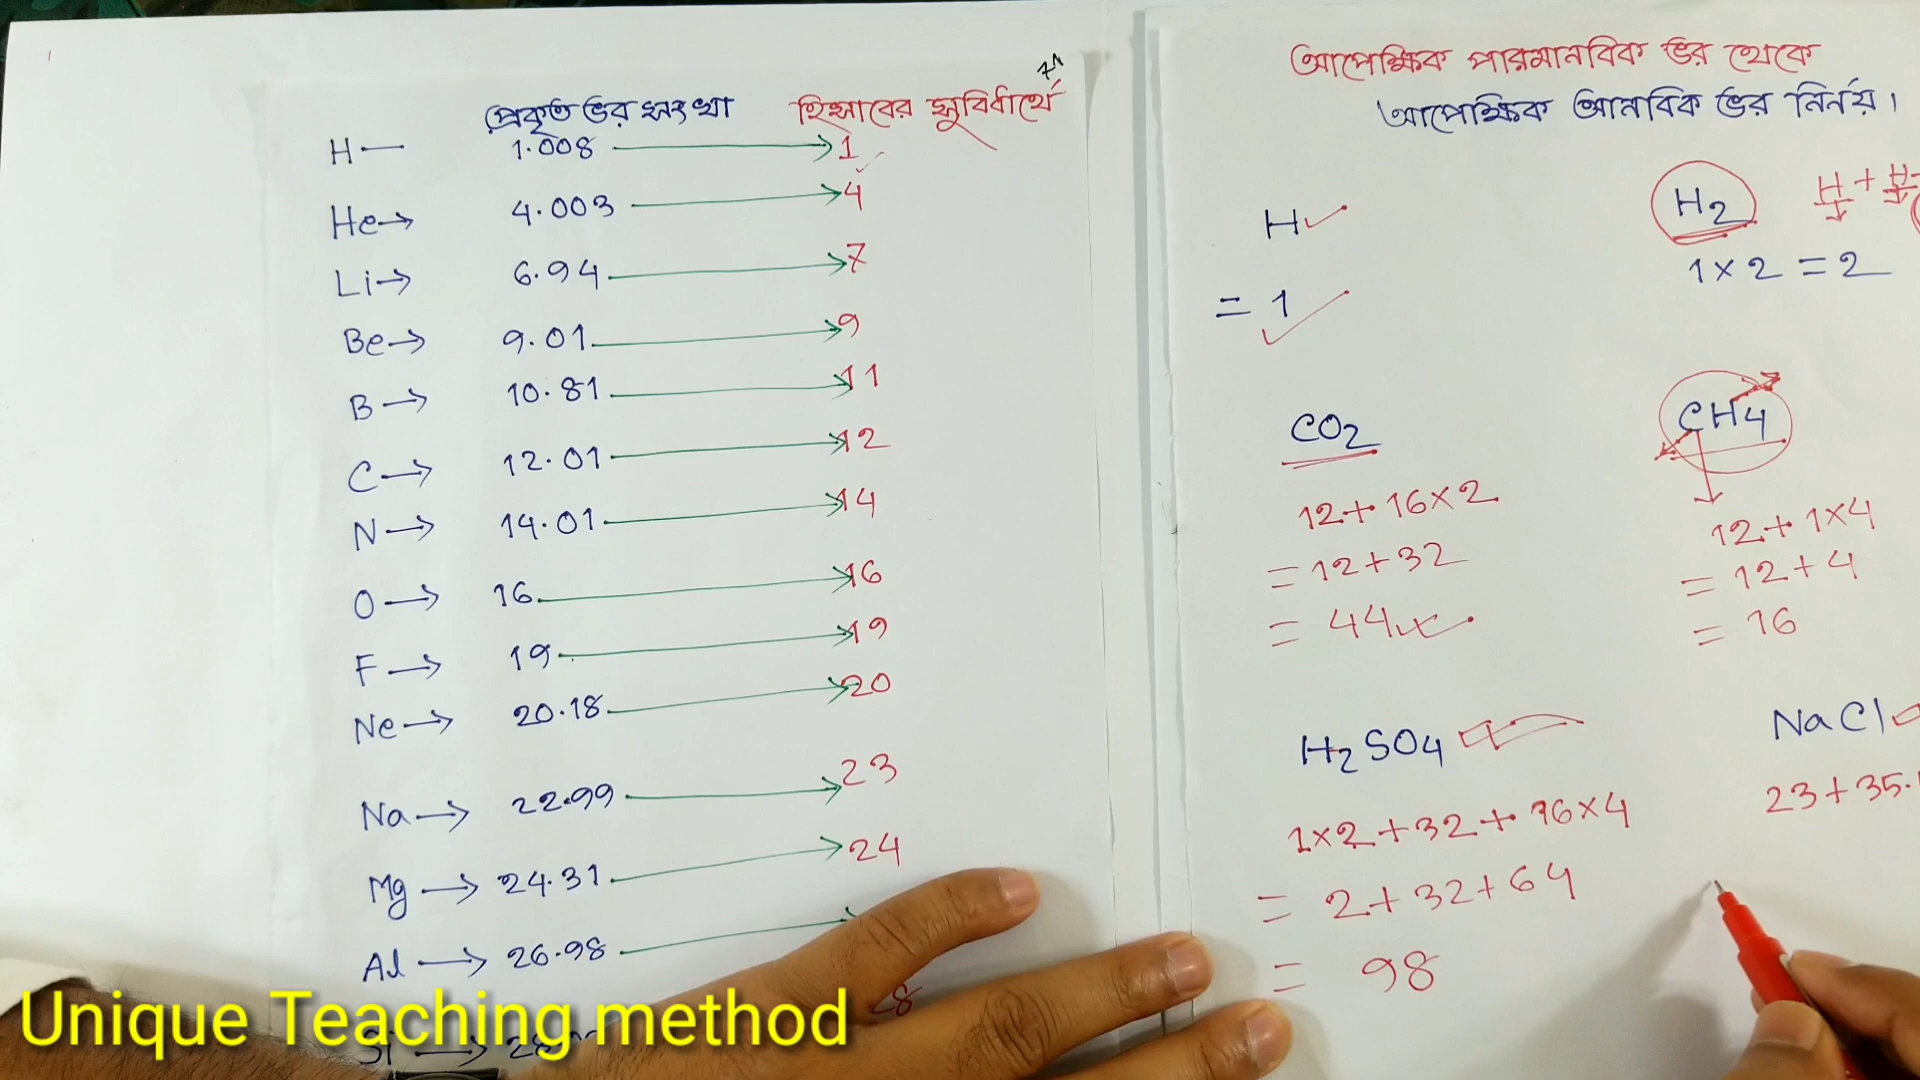 প্রকৃত ভর সংখ্যা হিসাবের সুবিধার্থে
H — 1.008 → 1
He → 4.003 → 4
Li → 6.94 → 7
Be → 9.01 → 9
B → 10.81 → 11
C → 12.01 → 12
N → 14.01 → 14
O → 16 → 16
F → 19 → 19
Ne → 20.18 → 20
Na → 22.99 → 23
Mg → 24.31 → 24
Al → 26.98
আপেক্ষিক পারমানবিক ভর থেকে
আপেক্ষিক আনবিক ভর নির্নয়।
H
= 1
H2 H + H
1 × 2 = 2
CO2
12 + 16 × 2
= 12 + 32
= 44
CH4
12 + 1 × 4
= 12 + 4
= 16
H2SO4
1 × 2 + 32 + 16 × 4
= 2 + 32 + 64
= 98
NaCl
23 + 35.
Unique Teaching method